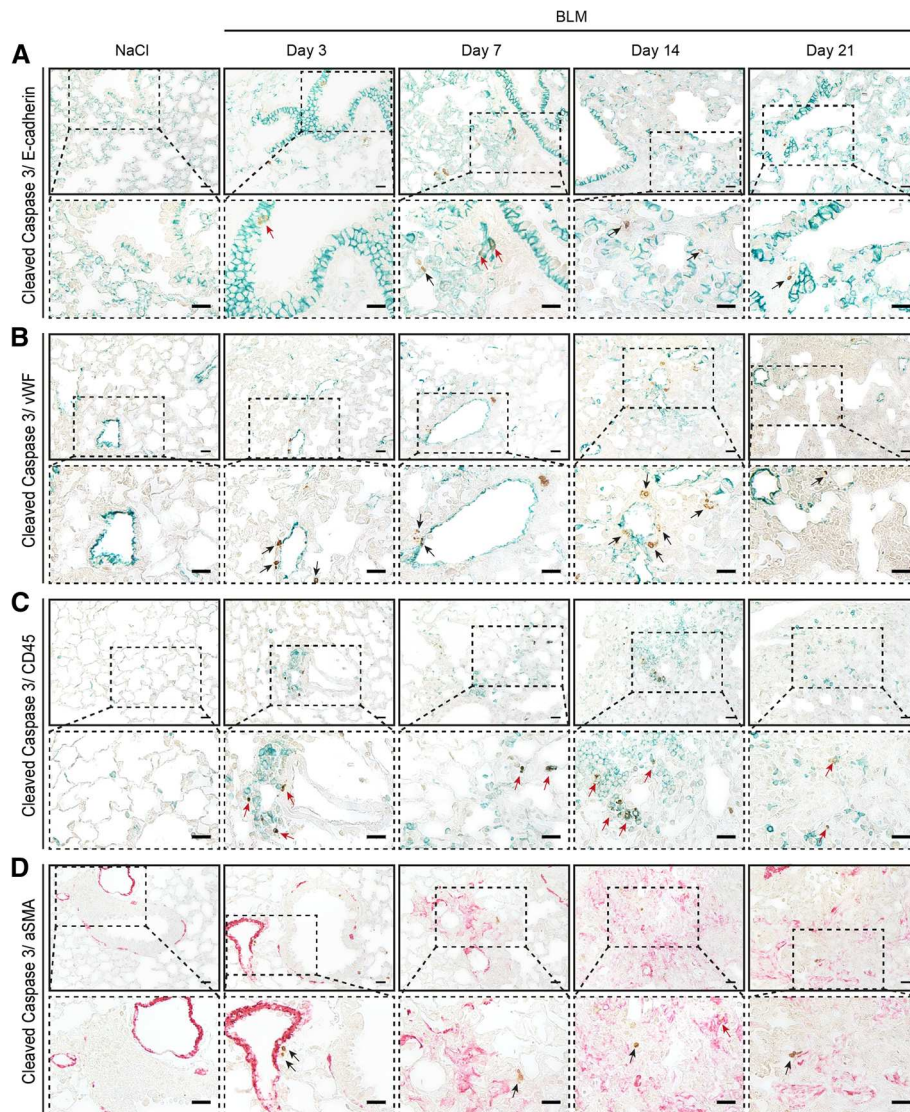 BLM
NaCl
Day 3
Day 7
Day 14
Day 21
A
Cleaved Caspase 3/ E-cadherin
B
Cleaved Caspase 3/ vWF
C
Cleaved Caspase 3/ CD45
D
Cleaved Caspase 3/ aSMA